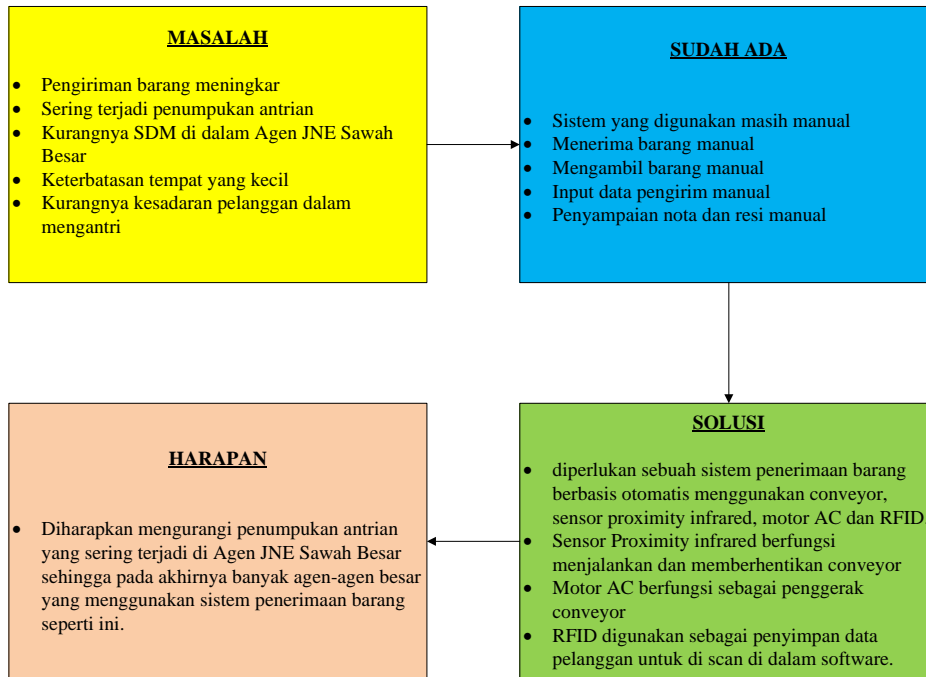 MASALAH
• Pengiriman barang meningkar
• Sering terjadi penumpukan antrian
• Kurangnya SDM di dalam Agen JNE Sawah
Besar
• Keterbatasan tempat yang kecil
• Kurangnya kesadaran pelanggan dalam
mengantri
SUDAH ADA
• Sistem yang digunakan masih manual
• Menerima barang manual
• Mengambil barang manual
• Input data pengirim manual
• Penyampaian nota dan resi manual
SOLUSI
• diperlukan sebuah sistem penerimaan barang
berbasis otomatis menggunakan conveyor,
sensor proximity infrared, motor AC dan RFID.
• Sensor Proximity infrared berfungsi
menjalankan dan memberhentikan conveyor
• Motor AC berfungsi sebagai penggerak
conveyor
• RFID digunakan sebagai penyimpan data
pelanggan untuk di scan di dalam software.
HARAPAN
• Diharapkan mengurangi penumpukan antrian
yang sering terjadi di Agen JNE Sawah Besar
sehingga pada akhirnya banyak agen-agen besar
yang menggunakan sistem penerimaan barang
seperti ini.